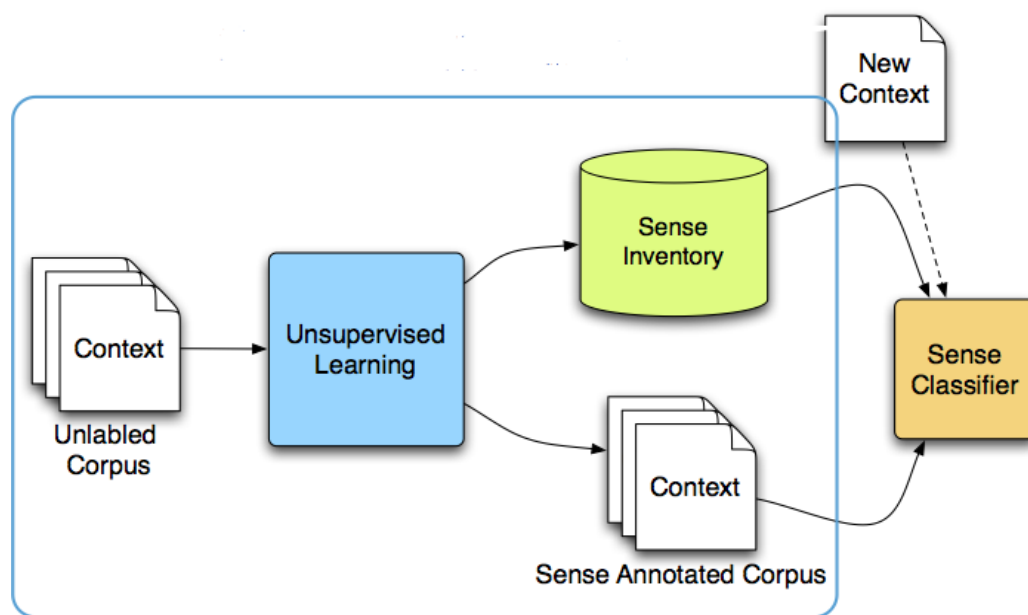 New
Context
Sense
Inventory
Unsupervised
Learning
Context
Unlabled
Corpus
Sense
Classifier
Context
Sense Annotated Corpus